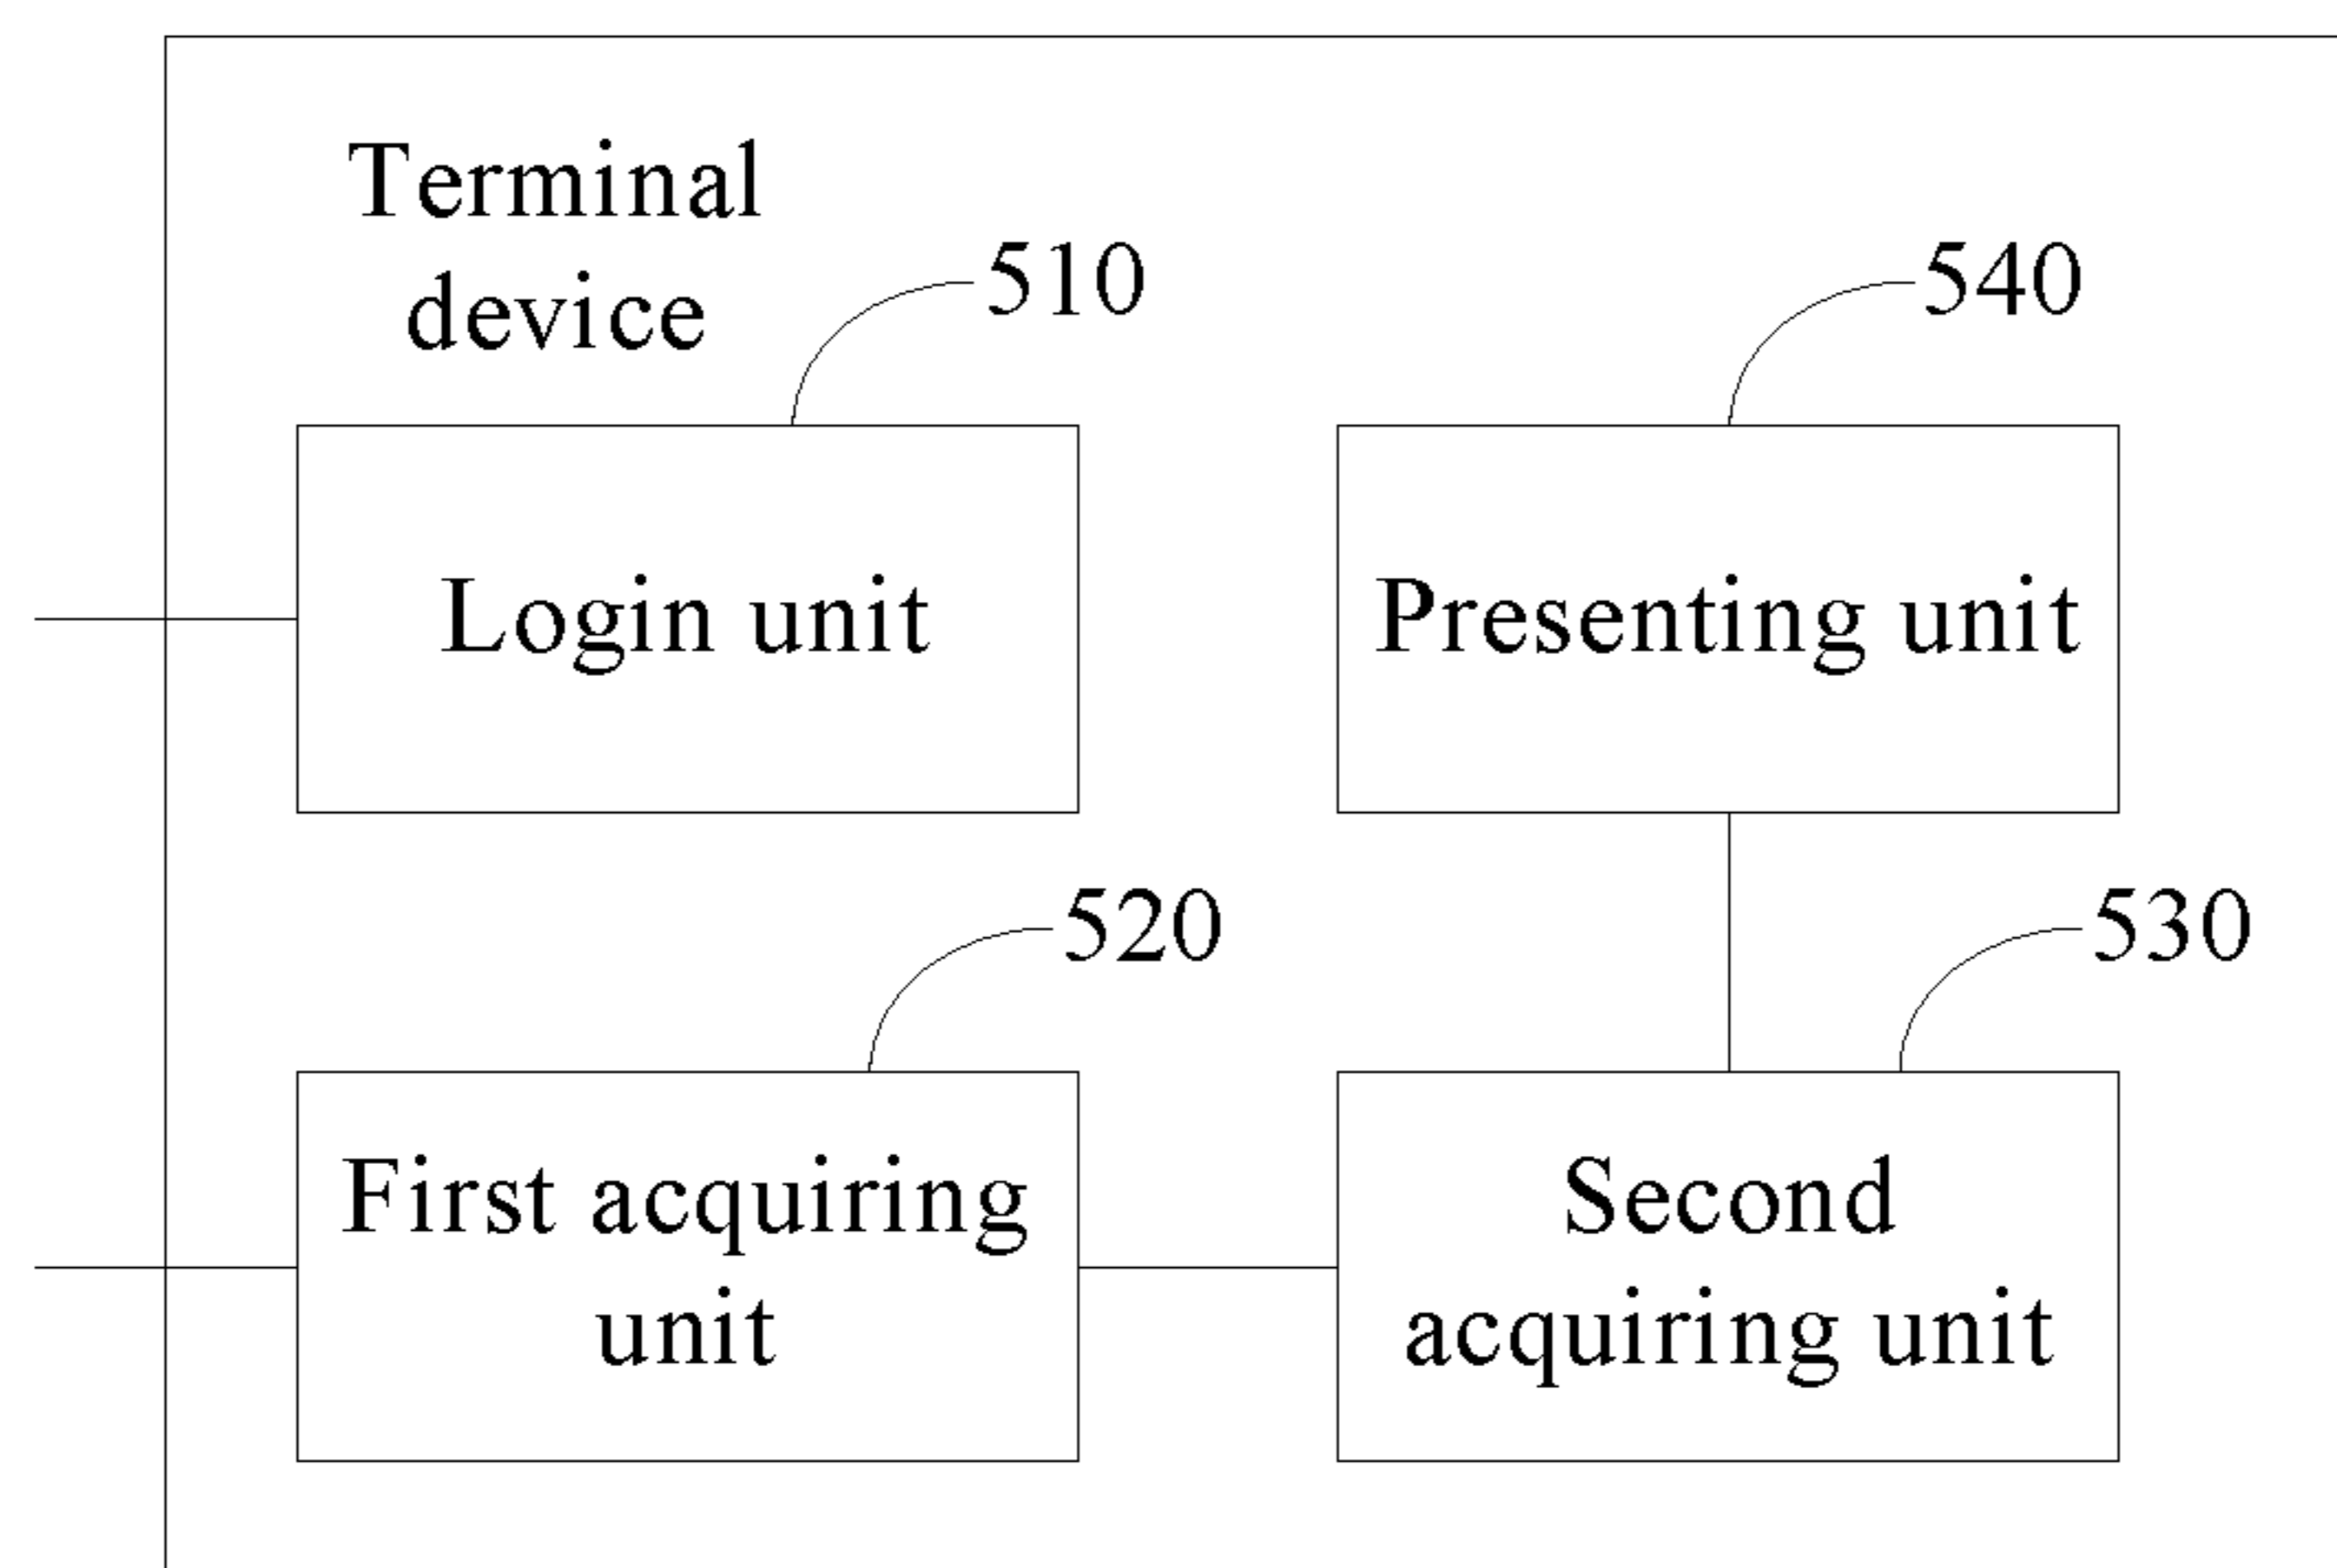 Terminal
device
510
540
Login unit
Presenting unit
520
530
First acquiring
unit
Second
acquiring unit